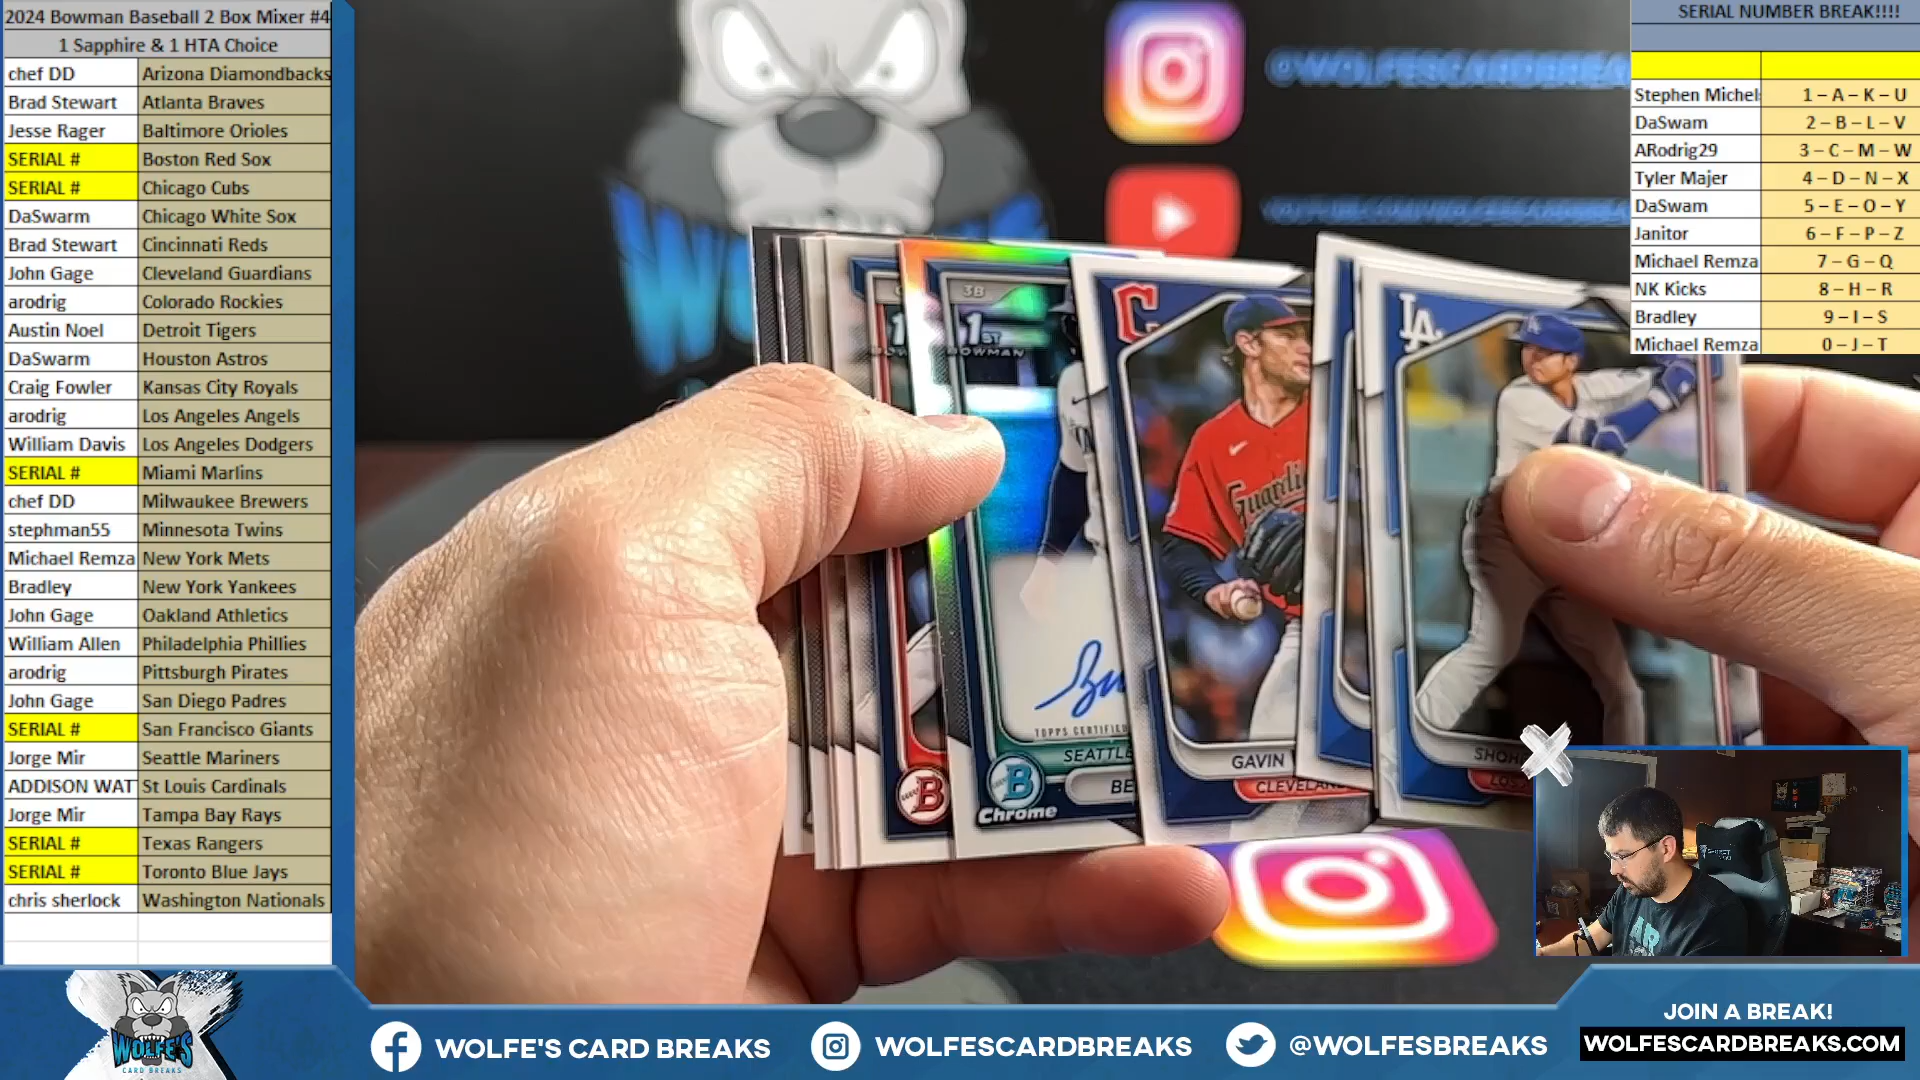 2024 Bowman Baseball 2 Box Mixer #4
1 Sapphire & 1 HTA Choice
chef DD Arizona Diamondbacks
Brad Stewart Atlanta Braves
Jesse Rager Baltimore Orioles
SERIAL # Boston Red Sox
SERIAL # Chicago Cubs
DaSwarm Chicago White Sox
Brad Stewart Cincinnati Reds
John Gage Cleveland Guardians
arodrig Colorado Rockies
Austin Noel Detroit Tigers
DaSwarm Houston Astros
Craig Fowler Kansas City Royals
arodrig Los Angeles Angels
William Davis Los Angeles Dodgers
SERIAL # Miami Marlins
chef DD Milwaukee Brewers
stephman55 Minnesota Twins
Michael Remza New York Mets
Bradley New York Yankees
John Gage Oakland Athletics
William Allen Philadelphia Phillies
arodrig Pittsburgh Pirates
John Gage San Diego Padres
SERIAL # San Francisco Giants
Jorge Mir Seattle Mariners
ADDISON WAT St Louis Cardinals
Jorge Mir Tampa Bay Rays
SERIAL # Texas Rangers
SERIAL # Toronto Blue Jays
chris sherlock Washington Nationals
SERIAL NUMBER BREAK!!!!
Stephen Michel 1 – A – K – U
DaSwam 2 – B – L – V
ARodrig29 3 – C – M – W
Tyler Majer 4 – D – N – X
DaSwam 5 – E – O – Y
Janitor 6 – F – P – Z
Michael Remza 7 – G – Q
NK Kicks 8 – H – R
Bradley 9 – I – S
Michael Remza 0 – J – T
@WOLFESCARDBREA
3B
1ST
BOWMAN
C
LA
Guardi
TOPPS CERTIFIED
SEATTLE
BE
B
Chrome
B
GAVIN
CLEVELAN
SHOH
LOS
WOLFE'S
CARD BREAKS
WOLFE'S CARD BREAKS
WOLFESCARDBREAKS
@WOLFESBREAKS
JOIN A BREAK!
WOLFESCARDBREAKS.COM